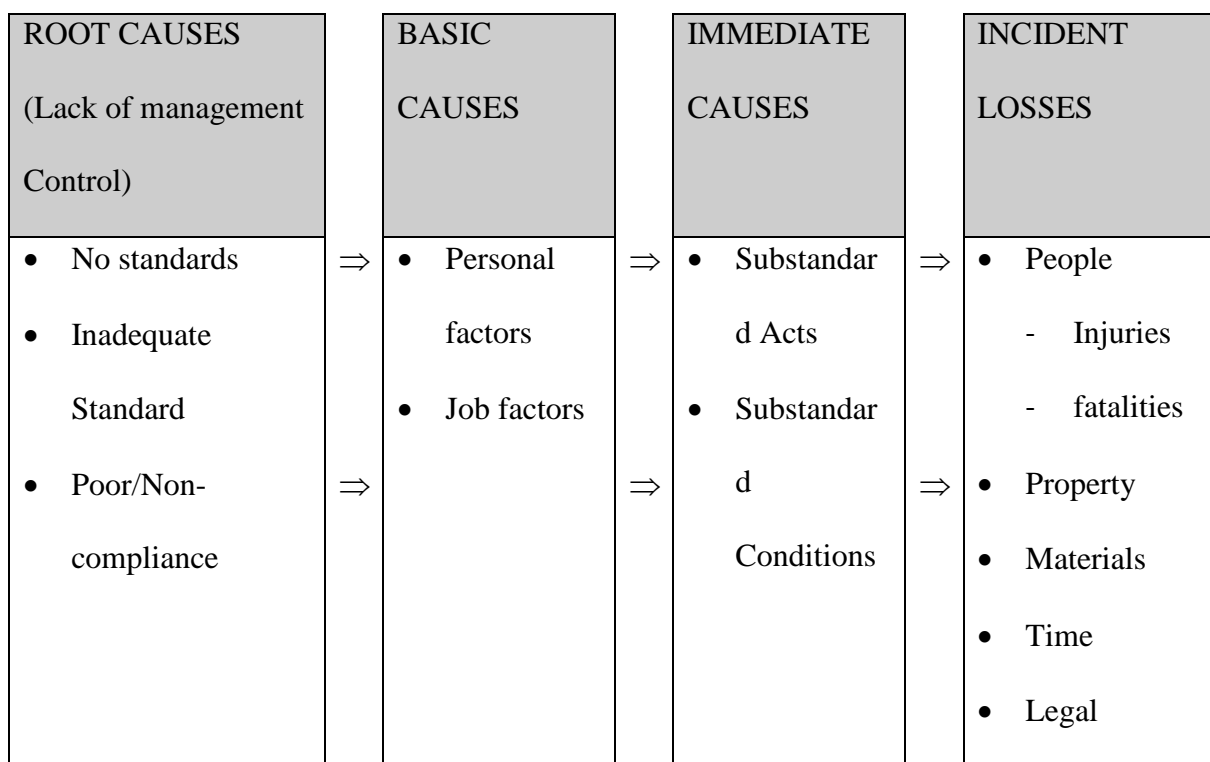 ROOT CAUSES
(Lack of management
Control)
BASIC
CAUSES
IMMEDIATE
CAUSES
INCIDENT
LOSSES
• No standards
• Inadequate
Standard
• Poor/Non-
compliance
⇒
⇒
• Personal
factors
• Job factors
⇒
⇒
• Substandar
d Acts
• Substandar
d
Conditions
⇒
⇒
• People
- Injuries
- fatalities
• Property
• Materials
• Time
• Legal